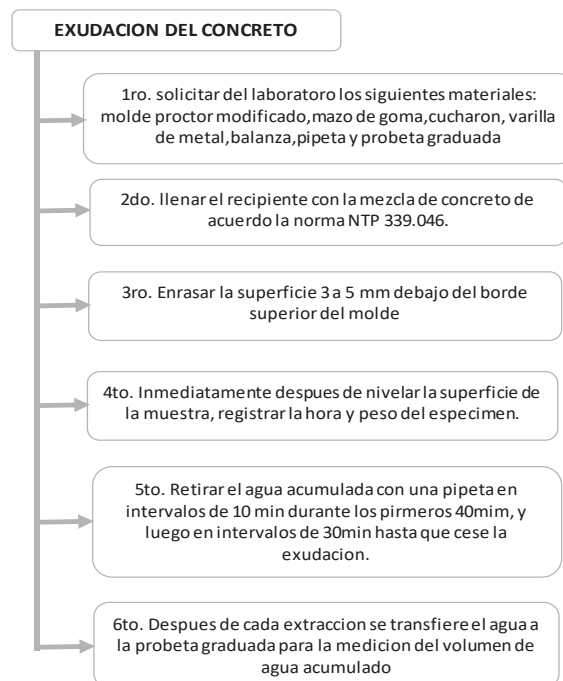 EXUDACION DEL CONCRETO
1ro. solicitar del laboratoro los siguientes materiales:
molde proctor modificado,mazo de goma,cucharon, varilla
de metal,balanza,pipeta y probeta graduada
2do. llenar el recipiente con la mezcla de concreto de
acuerdo la norma NTP 339.046.
3ro. Enrasar la superficie 3 a 5 mm debajo del borde
superior del molde
4to. Inmediatamente despues de nivelar la superficie de
la muestra, registrar la hora y peso del especimen.
5to. Retirar el agua acumulada con una pipeta en
intervalos de 10 min durante los pirmeros 40mim, y
luego en intervalos de 30min hasta que cese la
exudacion.
6to. Despues de cada extraccion se transfiere el agua a
la probeta graduada para la medicion del volumen de
agua acumulado